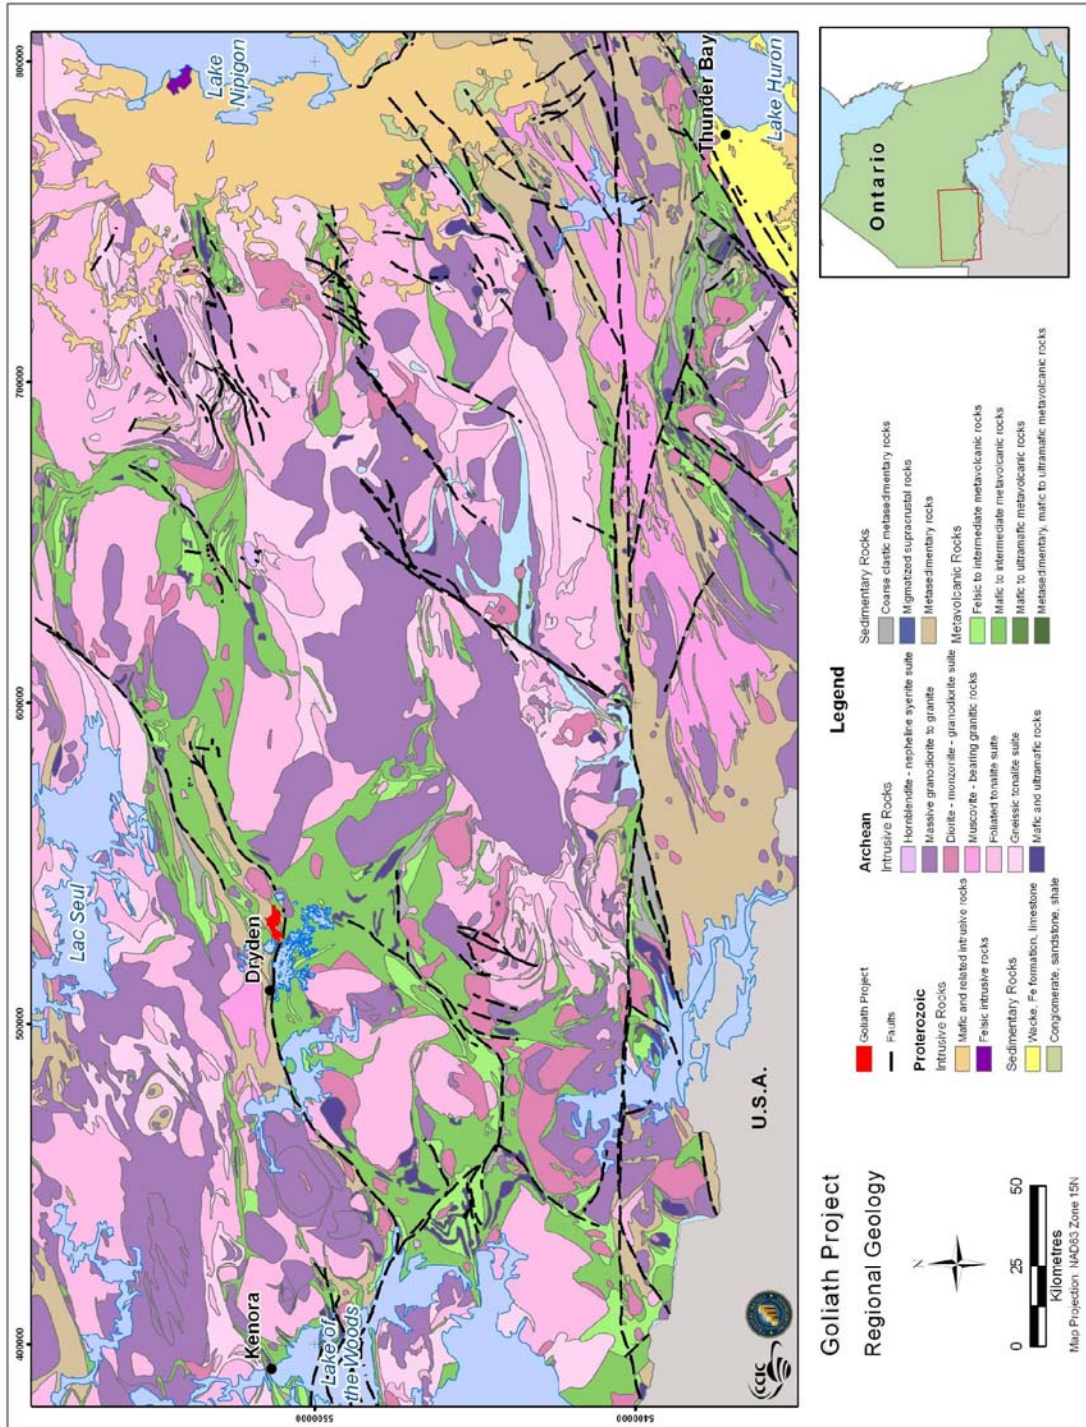 400000
500000
600000
700000
800000
5500000
5400000
Lac Seul
Lake
Nipigon
Kenora
Dryden
Lake of
the Woods
Thunder Bay
Lake Huron
U.S.A.
CCIC
Ontario
Goliath Project
Regional Geology
N
0 25 50
Kilometres
Map Projection: NAD83 Zone 15N
Legend
Goliath Project
Faults
Proterozoic
Intrusive Rocks
Mafic and related intrusive rocks
Felsic intrusive rocks
Sedimentary Rocks
Wacke, Fe formation, limestone
Conglomerate, sandstone, shale
Archean
Intrusive Rocks
Hornblendite - nepheline syenite suite
Massive granodiorite to granite
Diorite - monzonite - granodiorite suite
Muscovite - bearing granitic rocks
Foliated tonalite suite
Gneissic tonalite suite
Mafic and ultramafic rocks
Sedimentary Rocks
Coarse clastic metasedimentary rocks
Migmatized supracrustal rocks
Metasedimentary rocks
Metavolcanic Rocks
Felsic to intermediate metavolcanic rocks
Mafic to intermediate metavolcanic rocks
Mafic to ultramafic metavolcanic rocks
Metasedimentary, mafic to ultramafic metavolcanic rocks